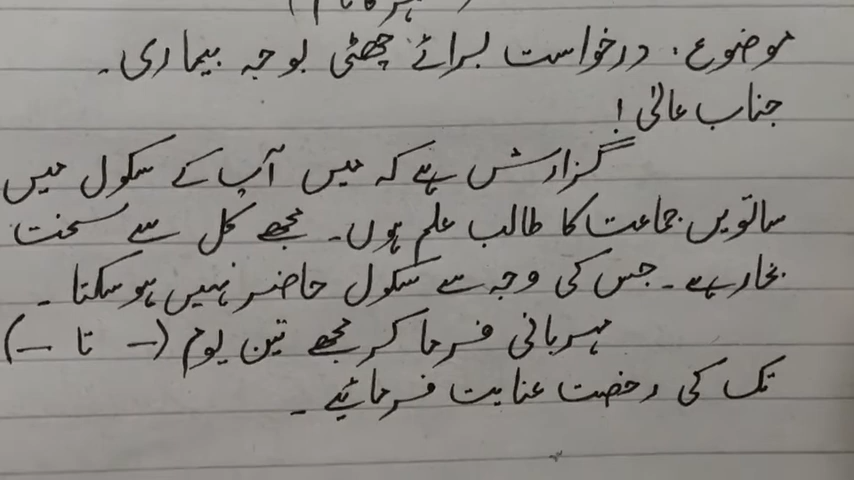 موضوع: درخواست برائے چھٹی بوجہ بیماری۔
جناب عالی!
گزارش ہے کہ میں آپ کے سکول میں
ساتویں جماعت کا طالب علم ہوں۔ مجھے کل سے سخت
بخار ہے۔ جس کی وجہ سے سکول حاضر نہیں ہو سکتا۔
مہربانی فرما کر مجھے تین یوم (— تا —)
تک کی رخصت عنایت فرمائیے۔